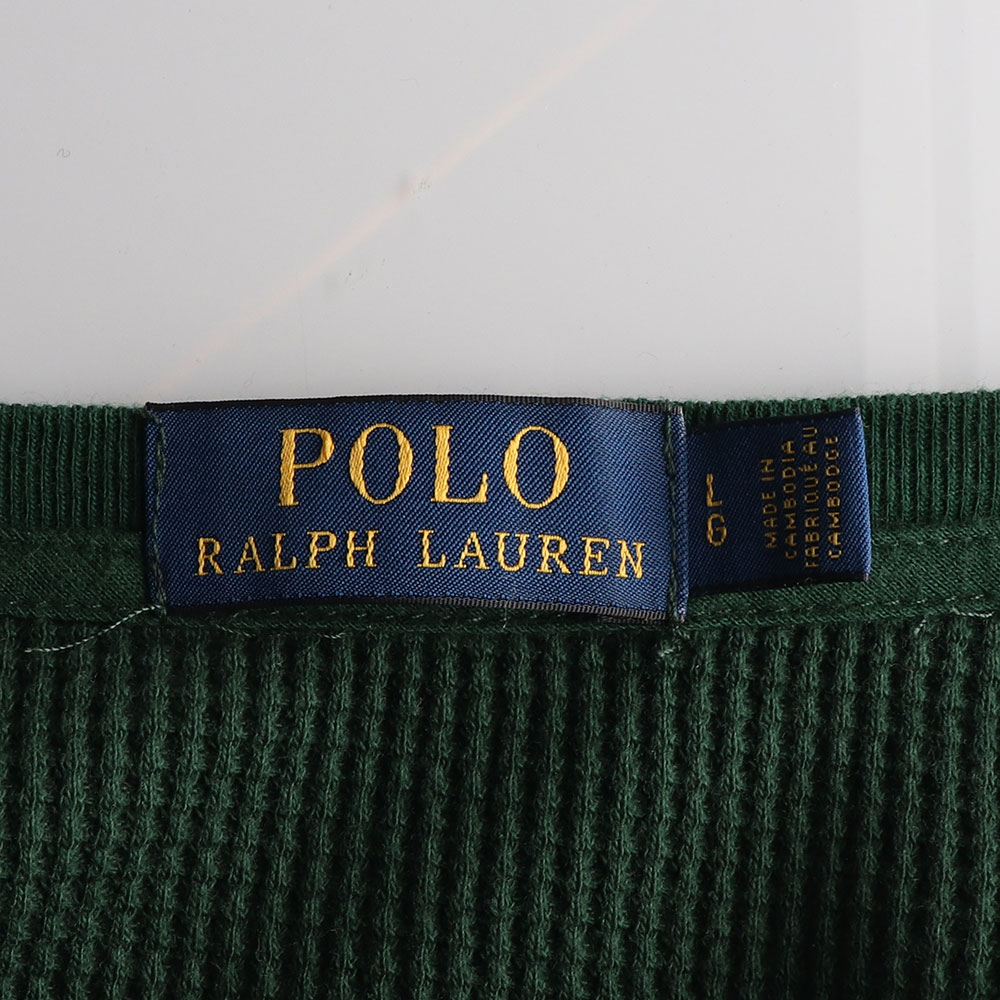 POLO
RALPH LAUREN
L
G
MADE IN
CAMBODIA
FABRIQUÉ AU
CAMBODGE